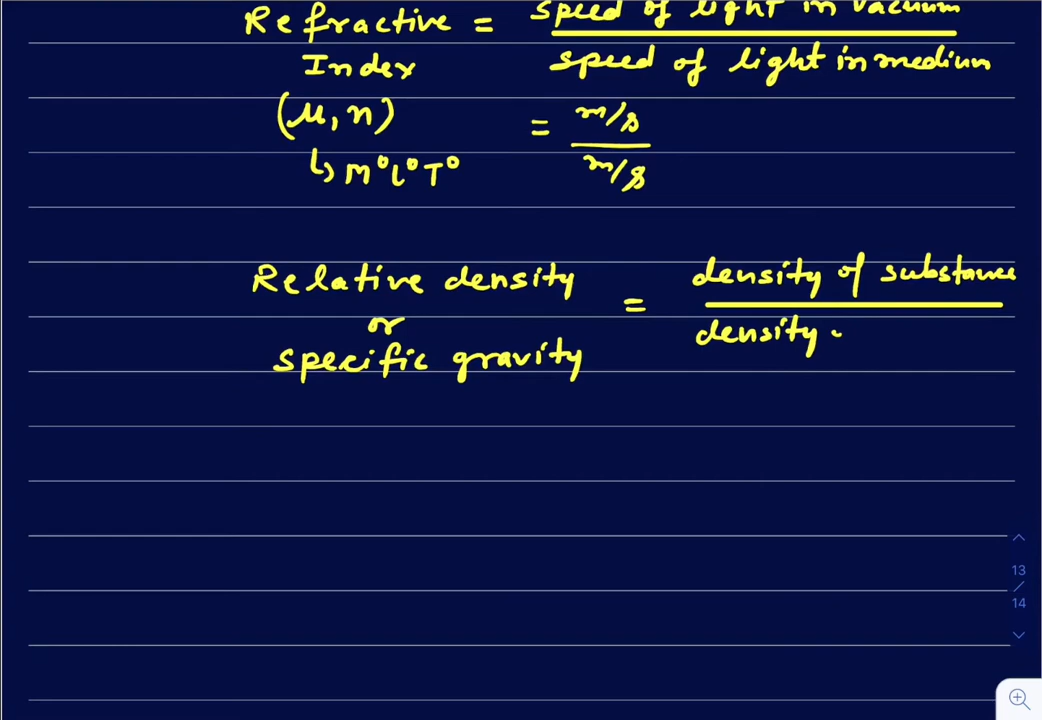 Refractive = speed of light in vacuum
Index speed of light in medium
(μ, n) = m/s
m/s
↳ M⁰L⁰T⁰
Relative density = density of substance
or
specific gravity density
13
/
14